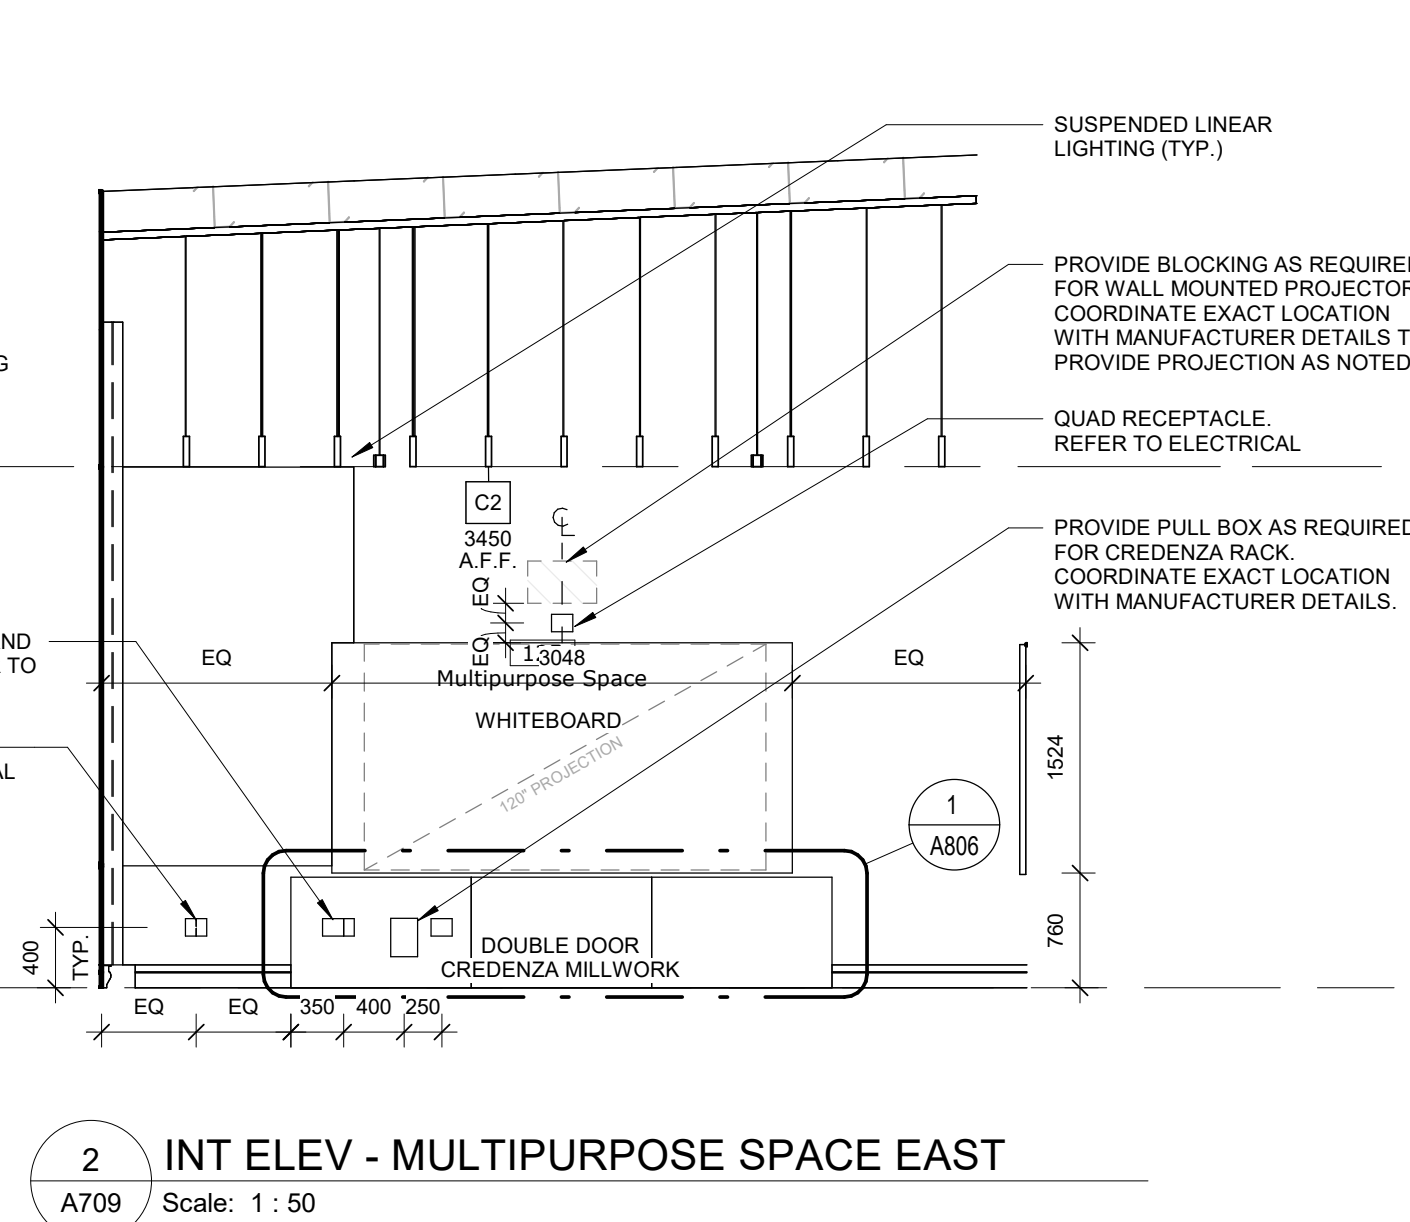 SUSPENDED LINEAR
LIGHTING (TYP.)
PROVIDE BLOCKING AS REQUIRE
FOR WALL MOUNTED PROJECTOR
COORDINATE EXACT LOCATION
WITH MANUFACTURER DETAILS T
PROVIDE PROJECTION AS NOTED
G
QUAD RECEPTACLE.
REFER TO ELECTRICAL
C2
3450
A.F.F.
PROVIDE PULL BOX AS REQUIRED
FOR CREDENZA RACK.
COORDINATE EXACT LOCATION
WITH MANUFACTURER DETAILS.
EQ
EQ
AND
TO
EQ
3048
EQ
Multipurpose Space
WHITEBOARD
120" PROJECTION
1524
AL
1
A806
760
400
TYP.
DOUBLE DOOR
CREDENZA MILLWORK
EQ EQ 350 400 250
2
A709
INT ELEV - MULTIPURPOSE SPACE EAST
Scale: 1 : 50